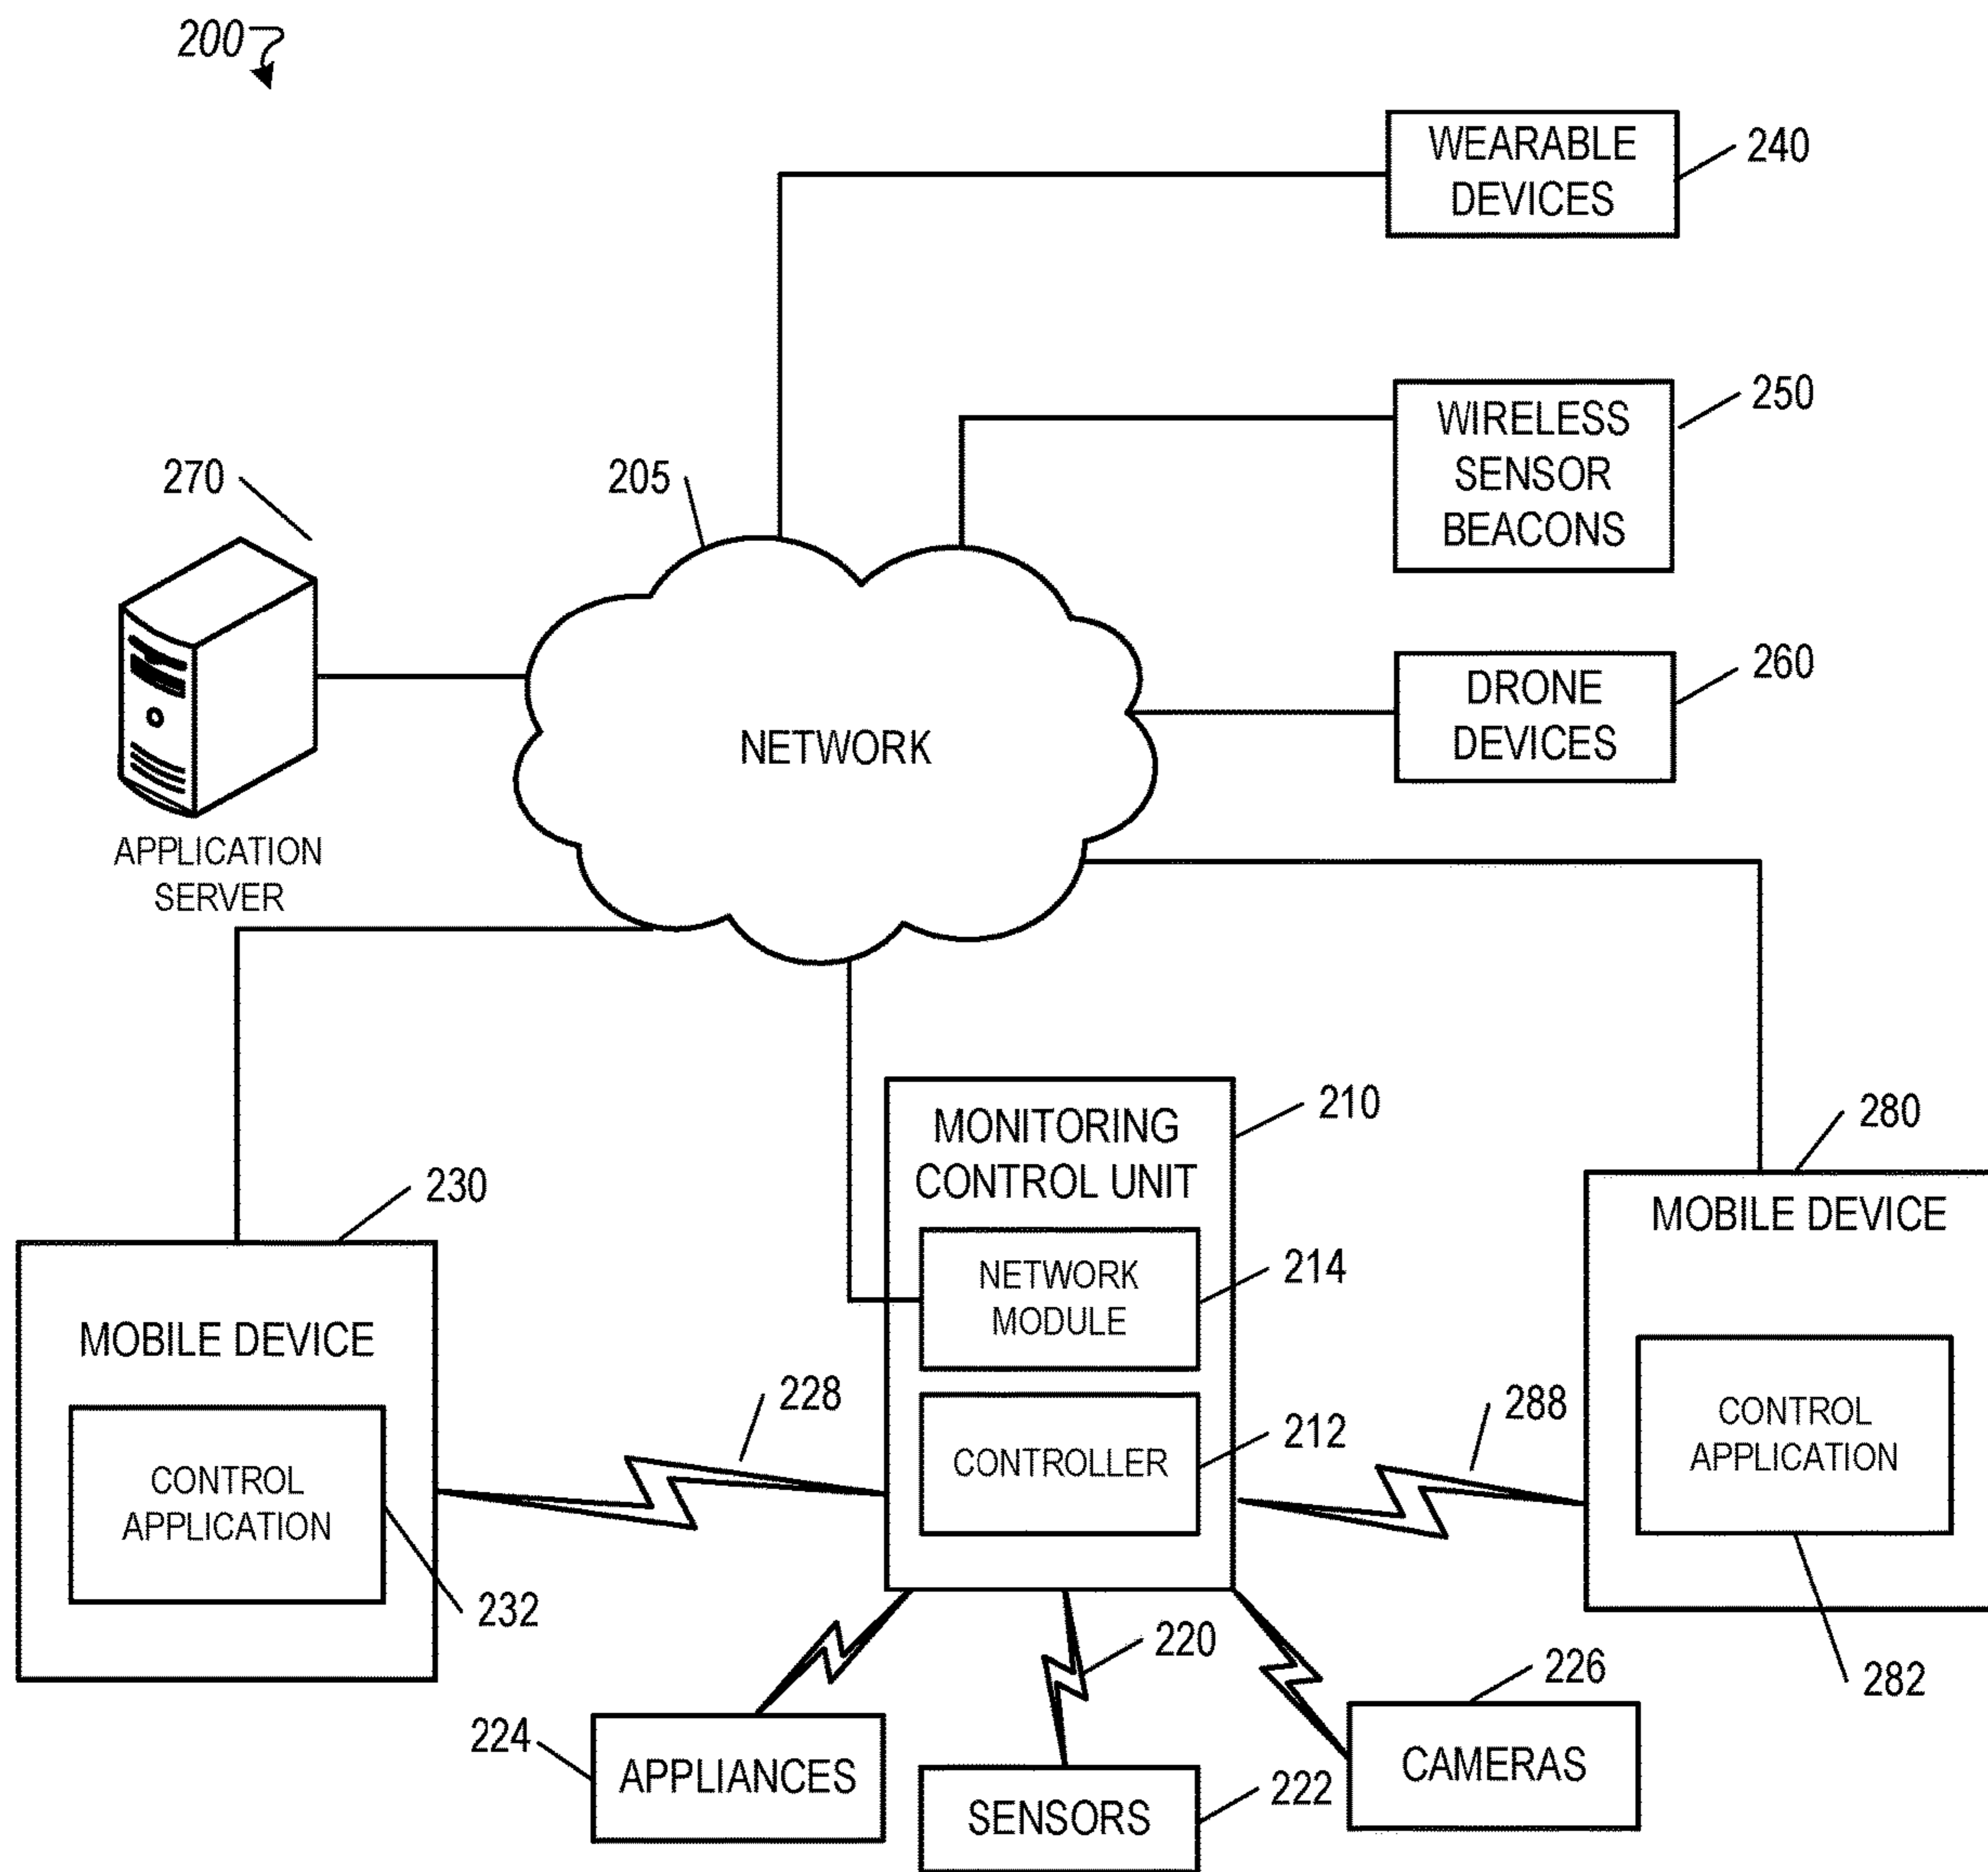 200
WEARABLE
DEVICES
240
WIRELESS
SENSOR
BEACONS
250
270
205
DRONE
DEVICES
260
NETWORK
APPLICATION
SERVER
MONITORING
CONTROL UNIT
210
280
MOBILE DEVICE
230
NETWORK
MODULE
214
MOBILE DEVICE
228
CONTROLLER
212
288
CONTROL
APPLICATION
CONTROL
APPLICATION
232
220
226
282
224
APPLIANCES
CAMERAS
SENSORS
222